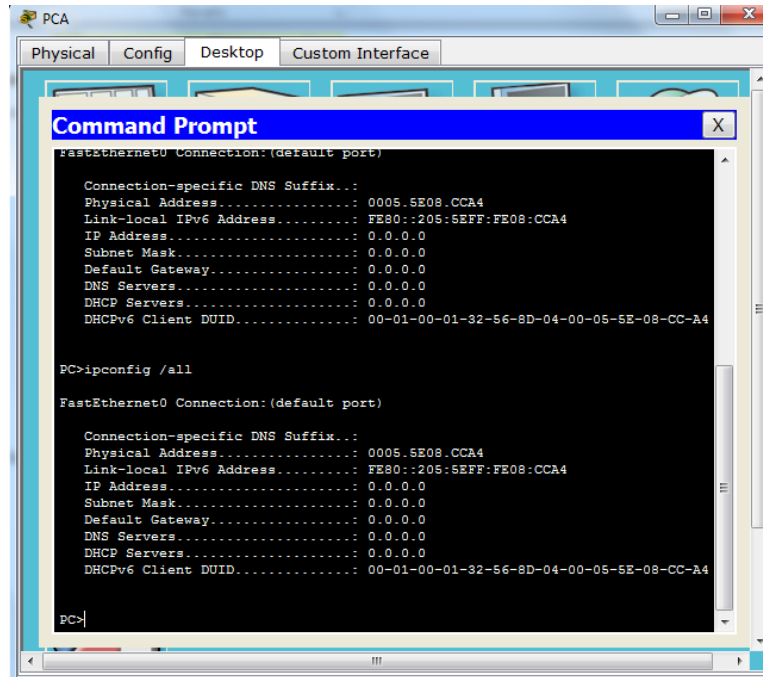 PCA
Physical Config Desktop Custom Interface
Command Prompt X
FastEthernet0 Connection:(default port)
Connection-specific DNS Suffix..:
Physical Address................: 0005.5E08.CCA4
Link-local IPv6 Address.........: FE80::205:5EFF:FE08:CCA4
IP Address......................: 0.0.0.0
Subnet Mask.....................: 0.0.0.0
Default Gateway.................: 0.0.0.0
DNS Servers.....................: 0.0.0.0
DHCP Servers....................: 0.0.0.0
DHCPv6 Client DUID..............: 00-01-00-01-32-56-8D-04-00-05-5E-08-CC-A4
PC>ipconfig /all
FastEthernet0 Connection:(default port)
Connection-specific DNS Suffix..:
Physical Address................: 0005.5E08.CCA4
Link-local IPv6 Address.........: FE80::205:5EFF:FE08:CCA4
IP Address......................: 0.0.0.0
Subnet Mask.....................: 0.0.0.0
Default Gateway.................: 0.0.0.0
DNS Servers.....................: 0.0.0.0
DHCP Servers....................: 0.0.0.0
DHCPv6 Client DUID..............: 00-01-00-01-32-56-8D-04-00-05-5E-08-CC-A4
PC>